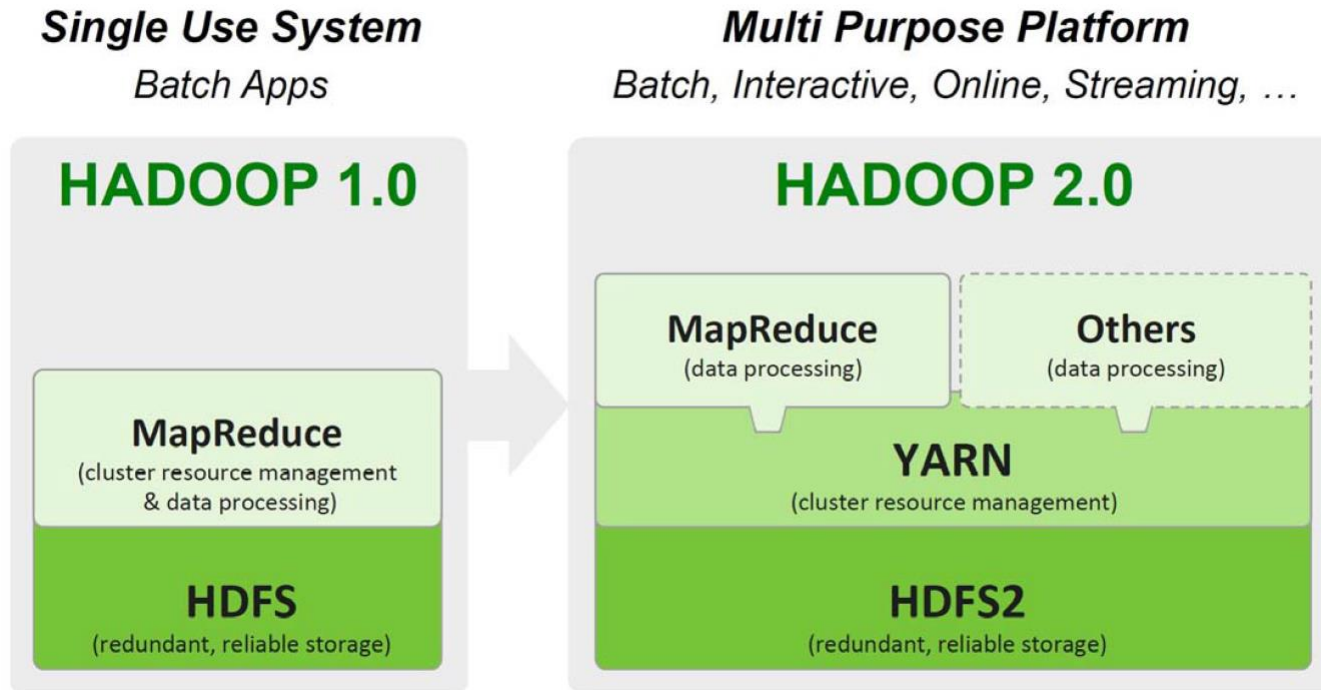 Single Use System
Batch Apps
HADOOP 1.0
MapReduce
(cluster resource management
& data processing)
HDFS
(redundant, reliable storage)
Multi Purpose Platform
Batch, Interactive, Online, Streaming, …
HADOOP 2.0
MapReduce
(data processing)
Others
(data processing)
YARN
(cluster resource management)
HDFS2
(redundant, reliable storage)